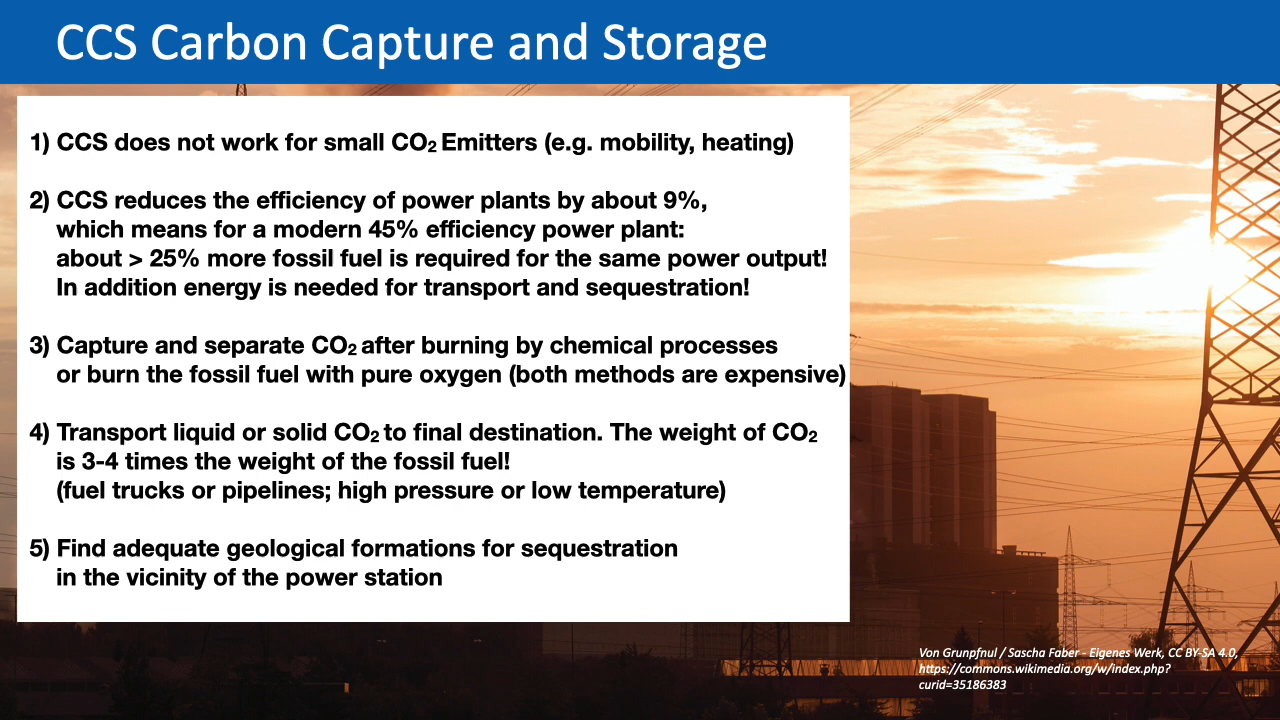 CCS Carbon Capture and Storage
1) CCS does not work for small CO₂ Emitters (e.g. mobility, heating)
2) CCS reduces the efficiency of power plants by about 9%,
which means for a modern 45% efficiency power plant:
about > 25% more fossil fuel is required for the same power output!
In addition energy is needed for transport and sequestration!
3) Capture and separate CO₂ after burning by chemical processes
or burn the fossil fuel with pure oxygen (both methods are expensive)
4) Transport liquid or solid CO₂ to final destination. The weight of CO₂
is 3-4 times the weight of the fossil fuel!
(fuel trucks or pipelines; high pressure or low temperature)
5) Find adequate geological formations for sequestration
in the vicinity of the power station
Von Grunpfnul / Sascha Faber - Eigenes Werk, CC BY-SA 4.0,
https://commons.wikimedia.org/w/index.php?
curid=35186383